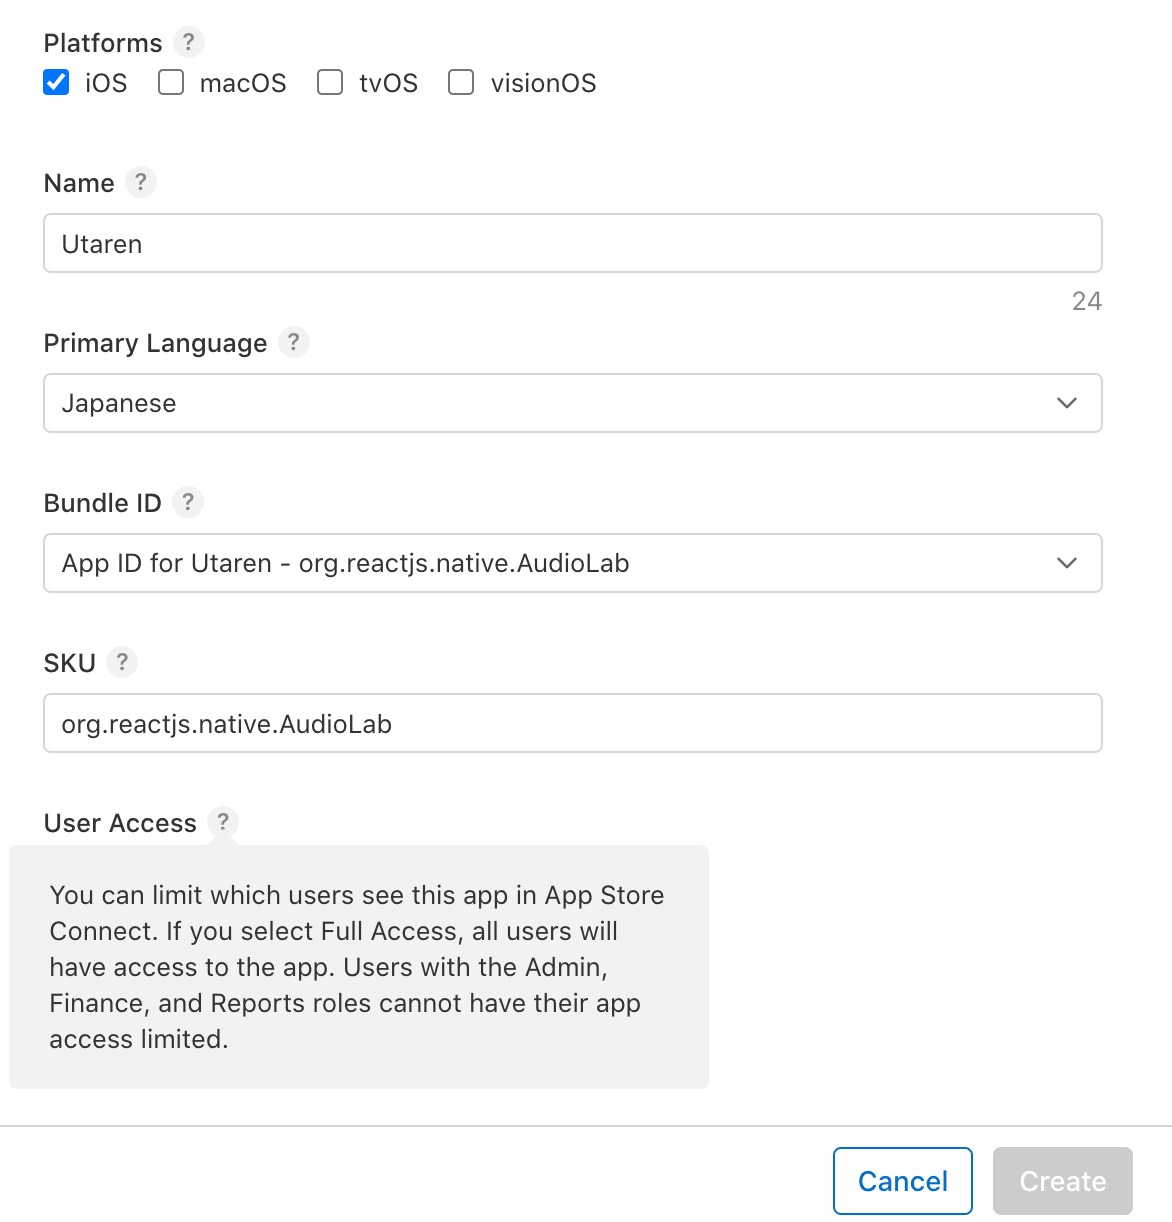 Platforms ?
iOS macOS tvOS visionOS
Name ?
Utaren
24
Primary Language ?
Japanese
Bundle ID ?
App ID for Utaren - org.reactjs.native.AudioLab
SKU ?
org.reactjs.native.AudioLab
User Access ?
You can limit which users see this app in App Store
Connect. If you select Full Access, all users will
have access to the app. Users with the Admin,
Finance, and Reports roles cannot have their app
access limited.
Cancel Create